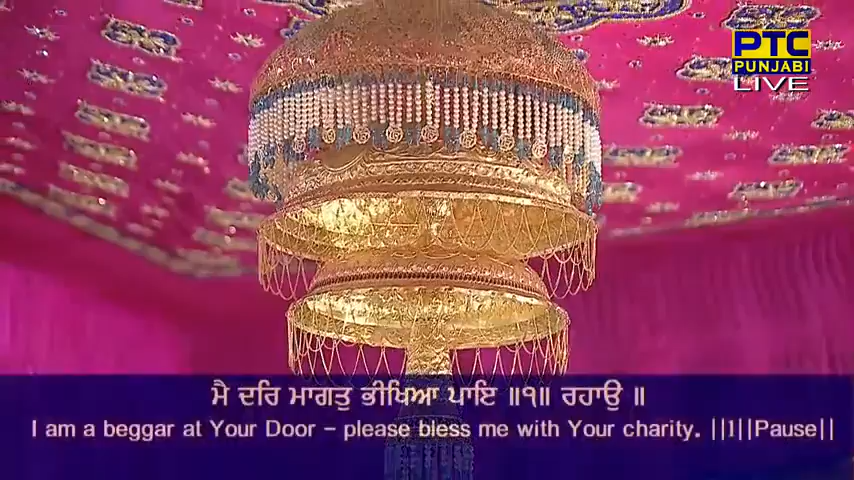 PTC
PUNJABI
LIVE
ਮੈ ਦਰਿ ਮਾਗਤੁ ਭੀਖਿਆ ਪਾਇ ॥੧॥ ਰਹਾਉ ॥
I am a beggar at Your Door – please bless me with Your charity. ||1||Pause||